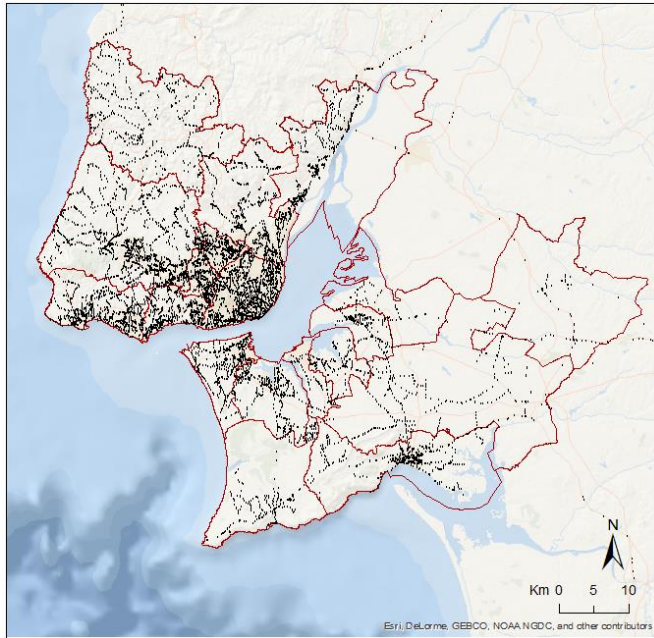 N
Km 0 5 10
Esri, DeLorme, GEBCO, NOAA NGDC, and other contributors